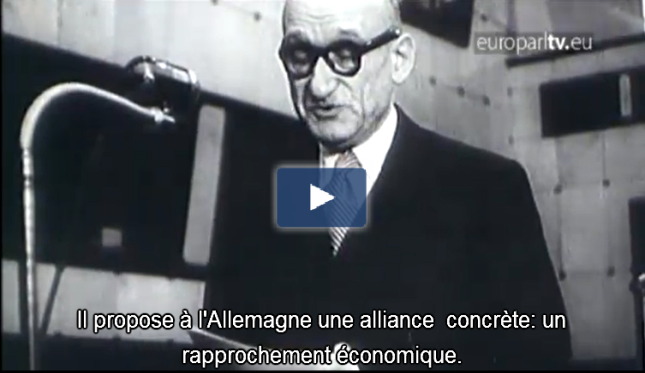 europarltv.eu
Il propose à l'Allemagne une alliance  concrète: un
rapprochement économique.